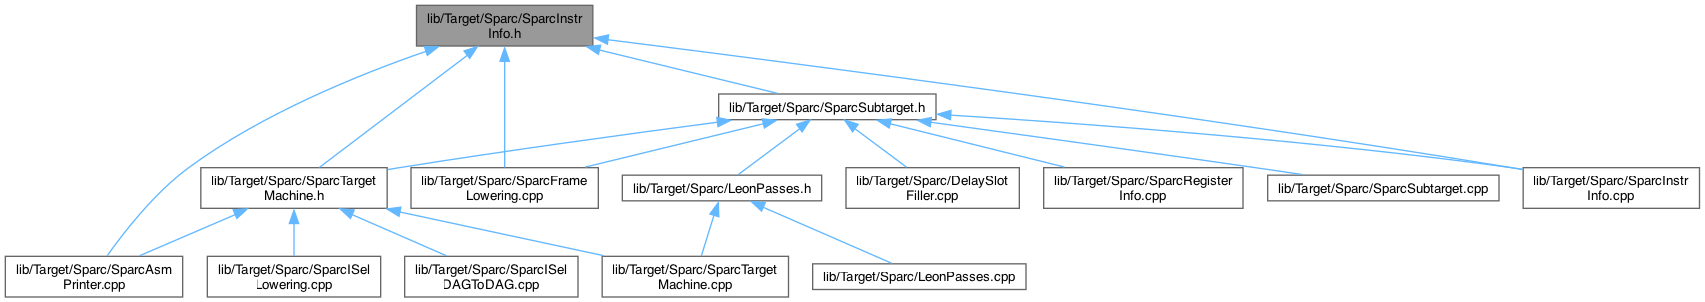 lib/Target/Sparc/SparcInstr
Info.h
lib/Target/Sparc/SparcSubtarget.h
lib/Target/Sparc/SparcTarget
Machine.h
lib/Target/Sparc/SparcFrame
Lowering.cpp
lib/Target/Sparc/LeonPasses.h
lib/Target/Sparc/DelaySlot
Filler.cpp
lib/Target/Sparc/SparcRegister
Info.cpp
lib/Target/Sparc/SparcSubtarget.cpp
lib/Target/Sparc/SparcInstr
Info.cpp
lib/Target/Sparc/SparcAsm
Printer.cpp
lib/Target/Sparc/SparcISel
Lowering.cpp
lib/Target/Sparc/SparcISel
DAGToDAG.cpp
lib/Target/Sparc/SparcTarget
Machine.cpp
lib/Target/Sparc/LeonPasses.cpp